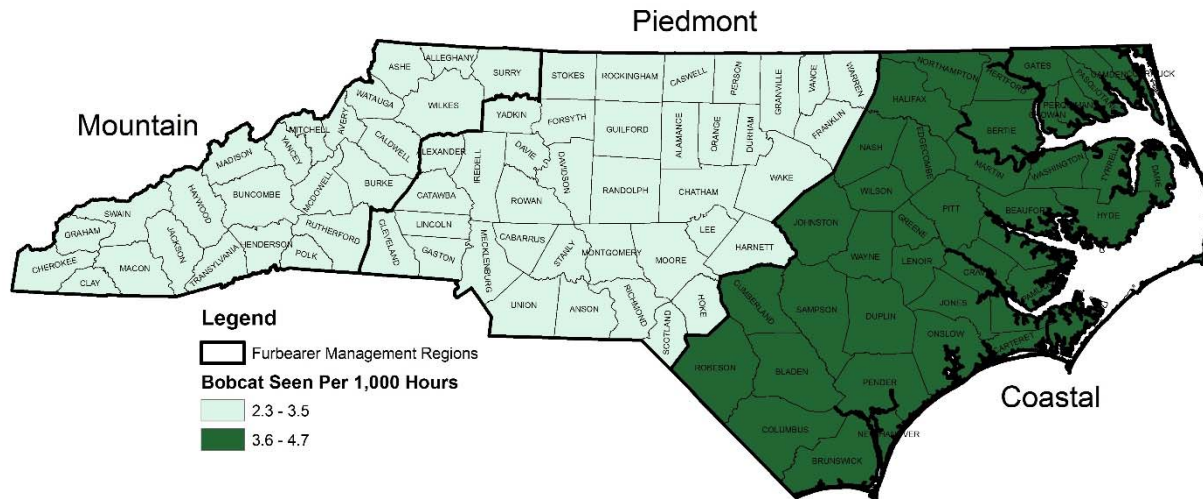 Piedmont
Mountain
Coastal
ASHE
ALLEGHANY
SURRY
STOKES
ROCKINGHAM
CASWELL
PERSON
GRANVILLE
VANCE
WARREN
NORTHAMPTON
HERTFORD
GATES
WATAUGA
WILKES
YADKIN
FORSYTH
GUILFORD
ALAMANCE
ORANGE
DURHAM
FRANKLIN
HALIFAX
BERTIE
MITCHELL
AVERY
YANCEY
CALDWELL
LEXANDER
IREDELL
DAVIE
DAVIDSON
NASH
EDGECOMBE
MARTIN
WASHINGTON
TYRRELL
DARE
MADISON
BUNCOMBE
MCDOWELL
BURKE
CATAWBA
ROWAN
RANDOLPH
CHATHAM
WAKE
WILSON
PITT
BEAUFORT
HYDE
HAYWOOD
SWAIN
GRAHAM
JACKSON
RUTHERFORD
LINCOLN
LEE
JOHNSTON
GREENE
CHEROKEE
MACON
CLAY
TRANSYLVANIA
HENDERSON
POLK
CLEVELAND
GASTON
MECKLENBURG
CABARRUS
STANLY
MONTGOMERY
MOORE
HARNETT
WAYNE
LENOIR
UNION
ANSON
RICHMOND
SCOTLAND
HOKE
CUMBERLAND
SAMPSON
DUPLIN
JONES
ONSLOW
CARTERET
ROBESON
BLADEN
PENDER
COLUMBUS
BRUNSWICK
Legend
Furbearer Management Regions
Bobcat Seen Per 1,000 Hours
2.3 - 3.5
3.6 - 4.7